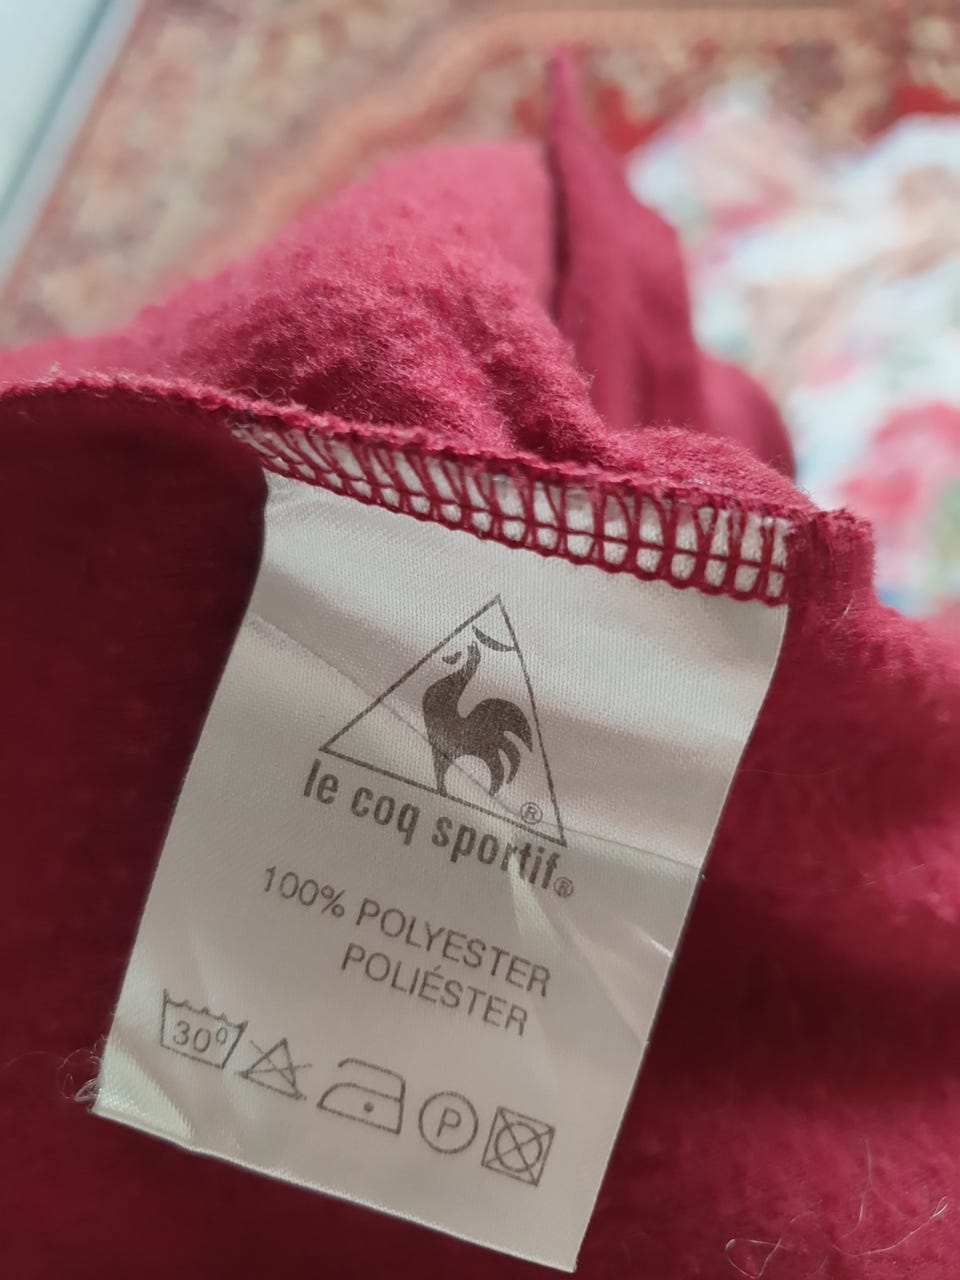 ®
le coq sportif®
100% POLYESTER
POLIÉSTER
30° P